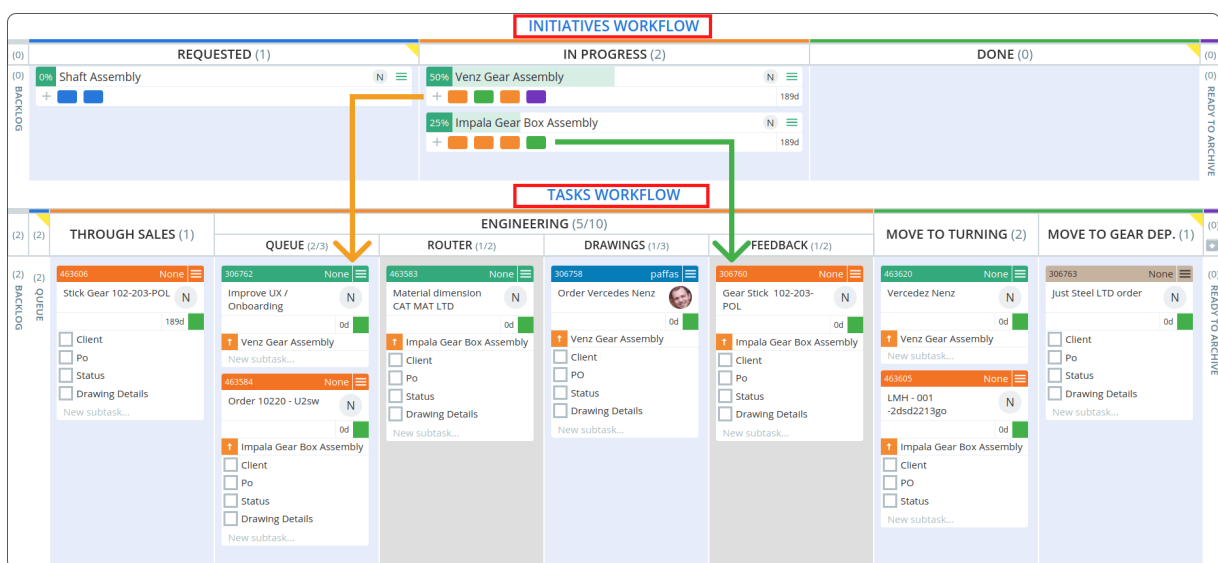 INITIATIVES WORKFLOW
(0)
REQUESTED (1)
IN PROGRESS (2)
DONE (0)
(0)
(0) BACKLOG
0% Shaft Assembly N
+
50% Venz Gear Assembly N
+ 189d
25% Impala Gear Box Assembly N
+ 189d
(0) READY TO ARCHIVE
TASKS WORKFLOW
(2)
(2)
THROUGH SALES (1)
ENGINEERING (5/10)
QUEUE (2/3)
ROUTER (1/2)
DRAWINGS (1/3)
FEEDBACK (1/2)
MOVE TO TURNING (2)
MOVE TO GEAR DEP. (1)
(0)
(2) BACKLOG
(2) QUEUE
463606 None
Stick Gear 102-203-POL N
189d
Client
Po
Status
Drawing Details
New subtask...
306762 None
Improve UX /
Onboarding
N
0d
↑ Venz Gear Assembly
New subtask...
463584 None
Order 10220 - U2sw N
0d
↑ Impala Gear Box Assembly
Client
Po
Status
Drawing Details
New subtask...
463583 None
Material dimension
CAT MAT LTD
N
0d
↑ Impala Gear Box Assembly
Client
Po
Status
Drawing Details
New subtask...
306758 paffas
Order Vercedes Nenz
0d
↑ Venz Gear Assembly
Client
PO
Status
Drawing Details
New subtask...
306760 None
Gear Stick 102-203-
POL
N
0d
↑ Impala Gear Box Assembly
Client
Po
Status
Drawing Details
New subtask...
463620 None
Vercedez Nenz N
0d
↑ Venz Gear Assembly
New subtask...
463605 None
LMH - 001
-2dsd2213go
N
0d
↑ Impala Gear Box Assembly
Client
PO
Status
New subtask...
306763 None
Just Steel LTD order N
0d
Client
Po
Status
Drawing Details
New subtask...
(0) READY TO ARCHIVE